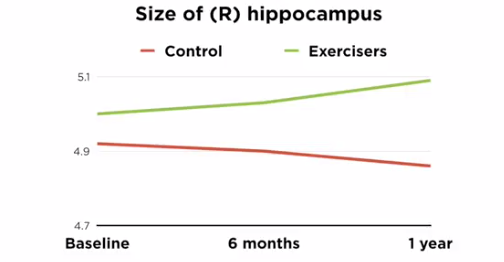 Size of (R) hippocampus
Control Exercisers
5.1
4.9
4.7
Baseline 6 months 1 year